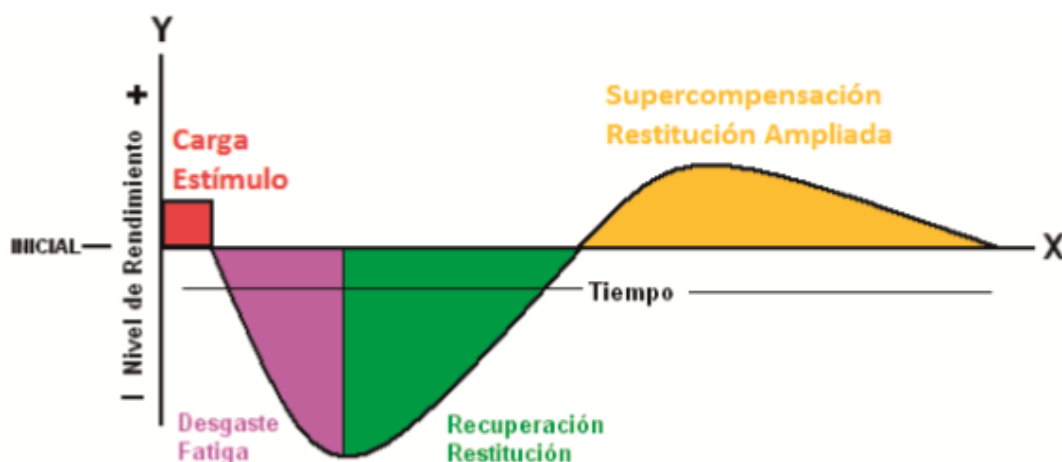 Y
Supercompensación
Restitución Ampliada
+
Carga
Estímulo
INICIAL
Nivel de Rendimiento
X
Tiempo
Desgaste
Fatiga
Recuperación
Restitución